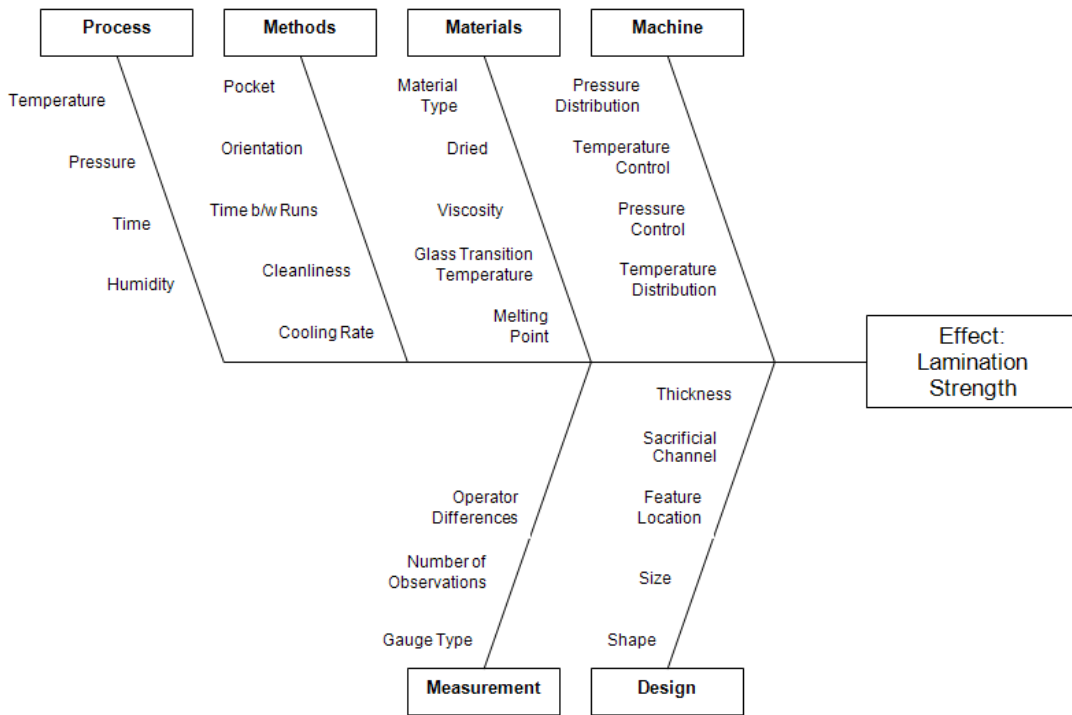 Process
Methods
Materials
Machine
Temperature
Pressure
Time
Humidity
Pocket
Orientation
Time b/w Runs
Cleanliness
Cooling Rate
Material
Type
Dried
Viscosity
Glass Transition
Temperature
Melting
Point
Pressure
Distribution
Temperature
Control
Pressure
Control
Temperature
Distribution
Effect:
Lamination
Strength
Operator
Differences
Number of
Observations
Gauge Type
Thickness
Sacrificial
Channel
Feature
Location
Size
Shape
Measurement
Design